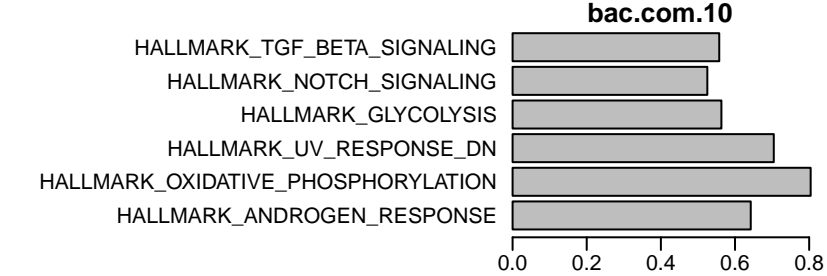 bac.com.10
HALLMARK_TGF_BETA_SIGNALING
HALLMARK_NOTCH_SIGNALING
HALLMARK_GLYCOLYSIS
HALLMARK_UV_RESPONSE_DN
HALLMARK_OXIDATIVE_PHOSPHORYLATION
HALLMARK_ANDROGEN_RESPONSE
0.0 0.2 0.4 0.6 0.8